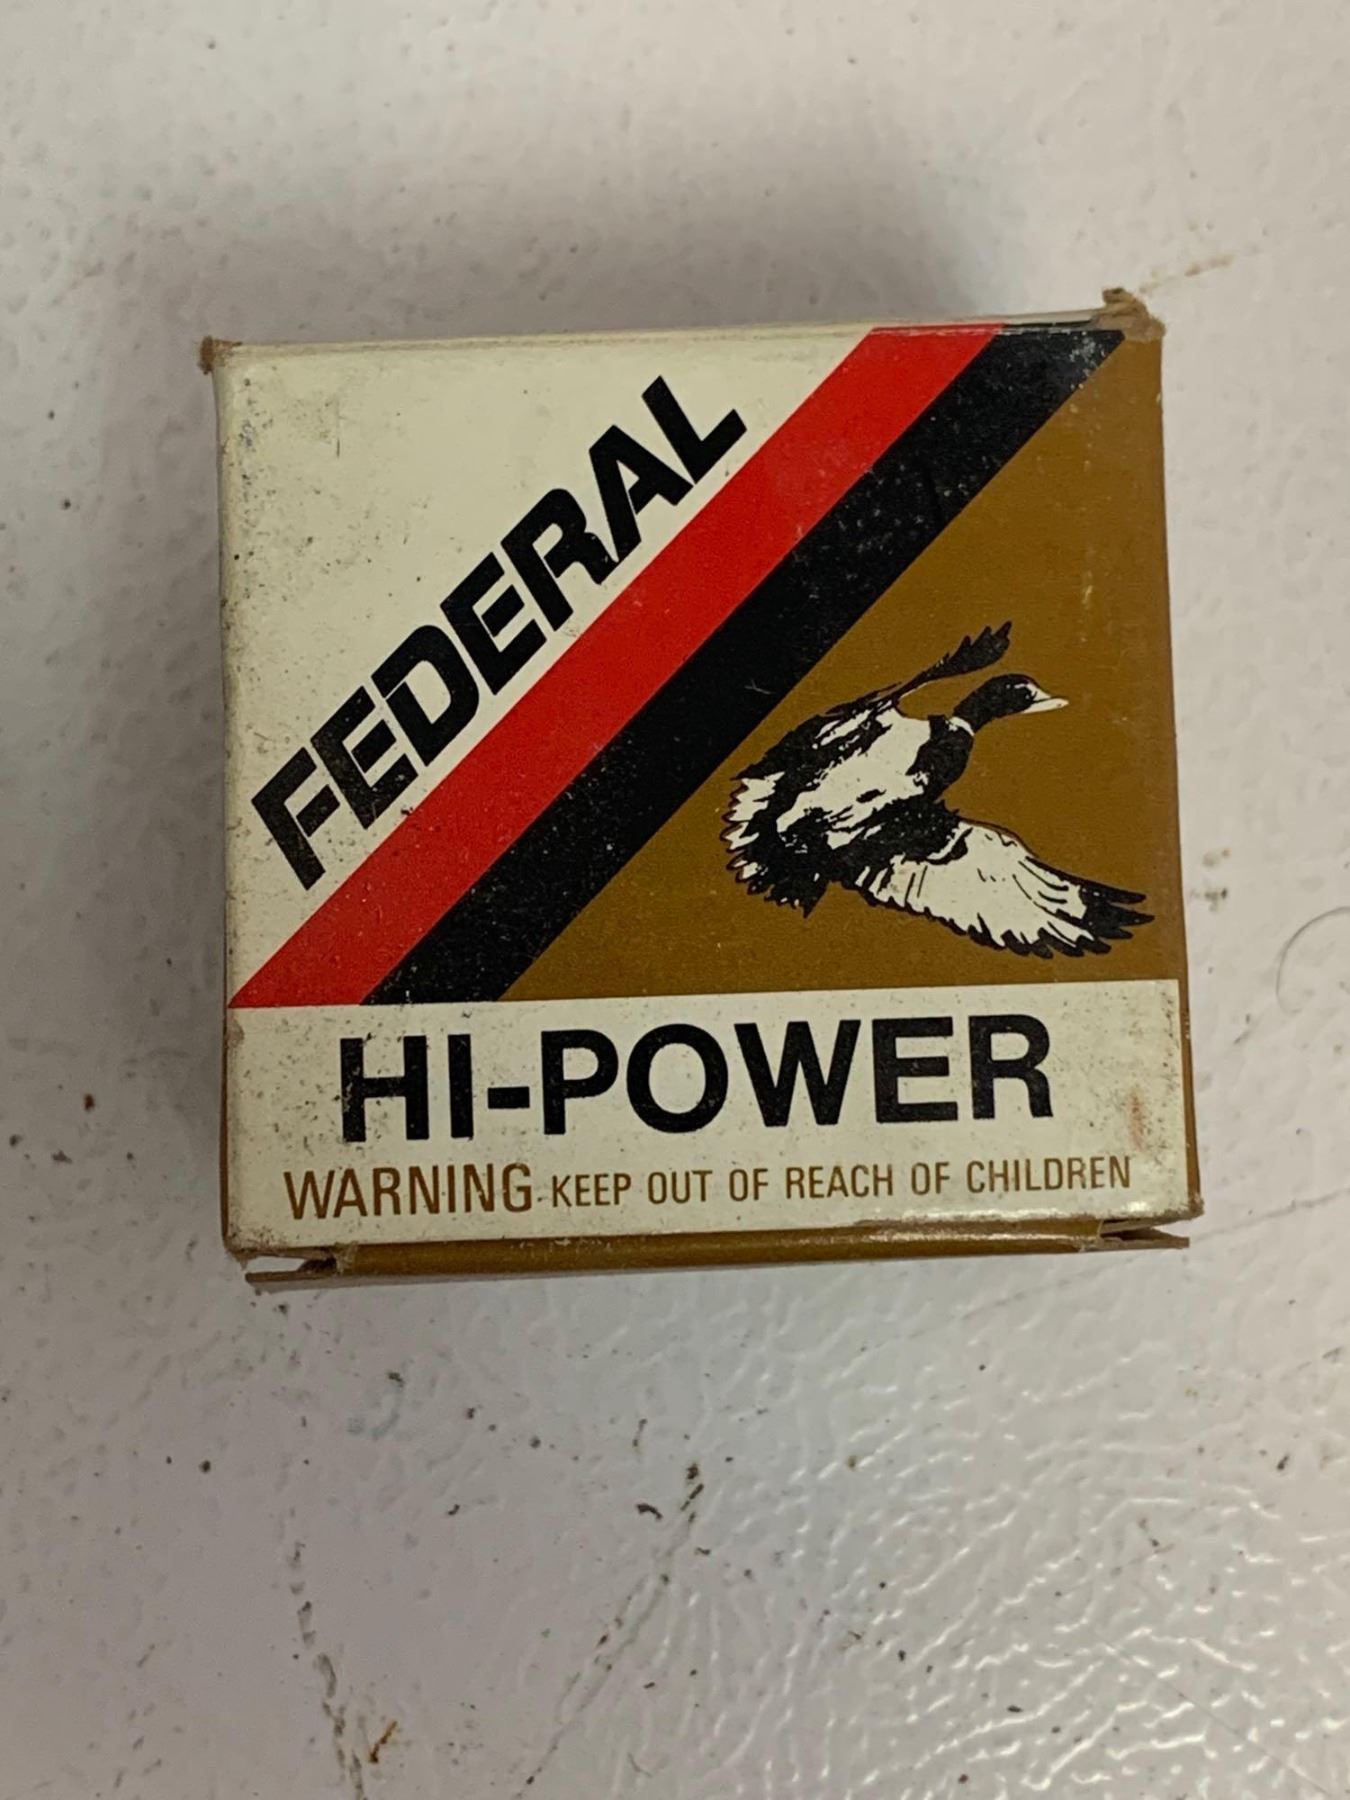 FEDERAL
HI-POWER
WARNING KEEP OUT OF REACH OF CHILDREN